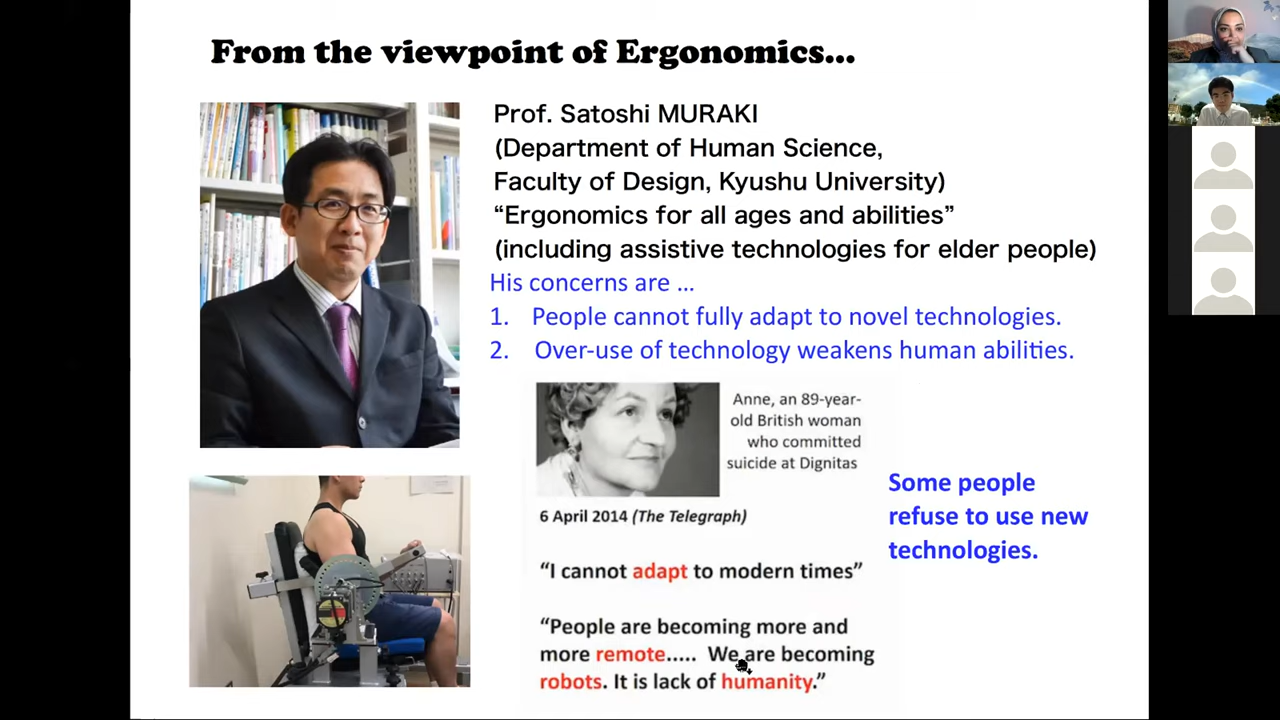 From the viewpoint of Ergonomics...
Prof. Satoshi MURAKI
(Department of Human Science,
Faculty of Design, Kyushu University)
“Ergonomics for all ages and abilities”
(including assistive technologies for elder people)
His concerns are ...
1. People cannot fully adapt to novel technologies.
2. Over-use of technology weakens human abilities.
Anne, an 89-year-
old British woman
who committed
suicide at Dignitas
6 April 2014 (The Telegraph)
“I cannot adapt to modern times”
“People are becoming more and
more remote..... We are becoming
robots. It is lack of humanity.”
Some people
refuse to use new
technologies.